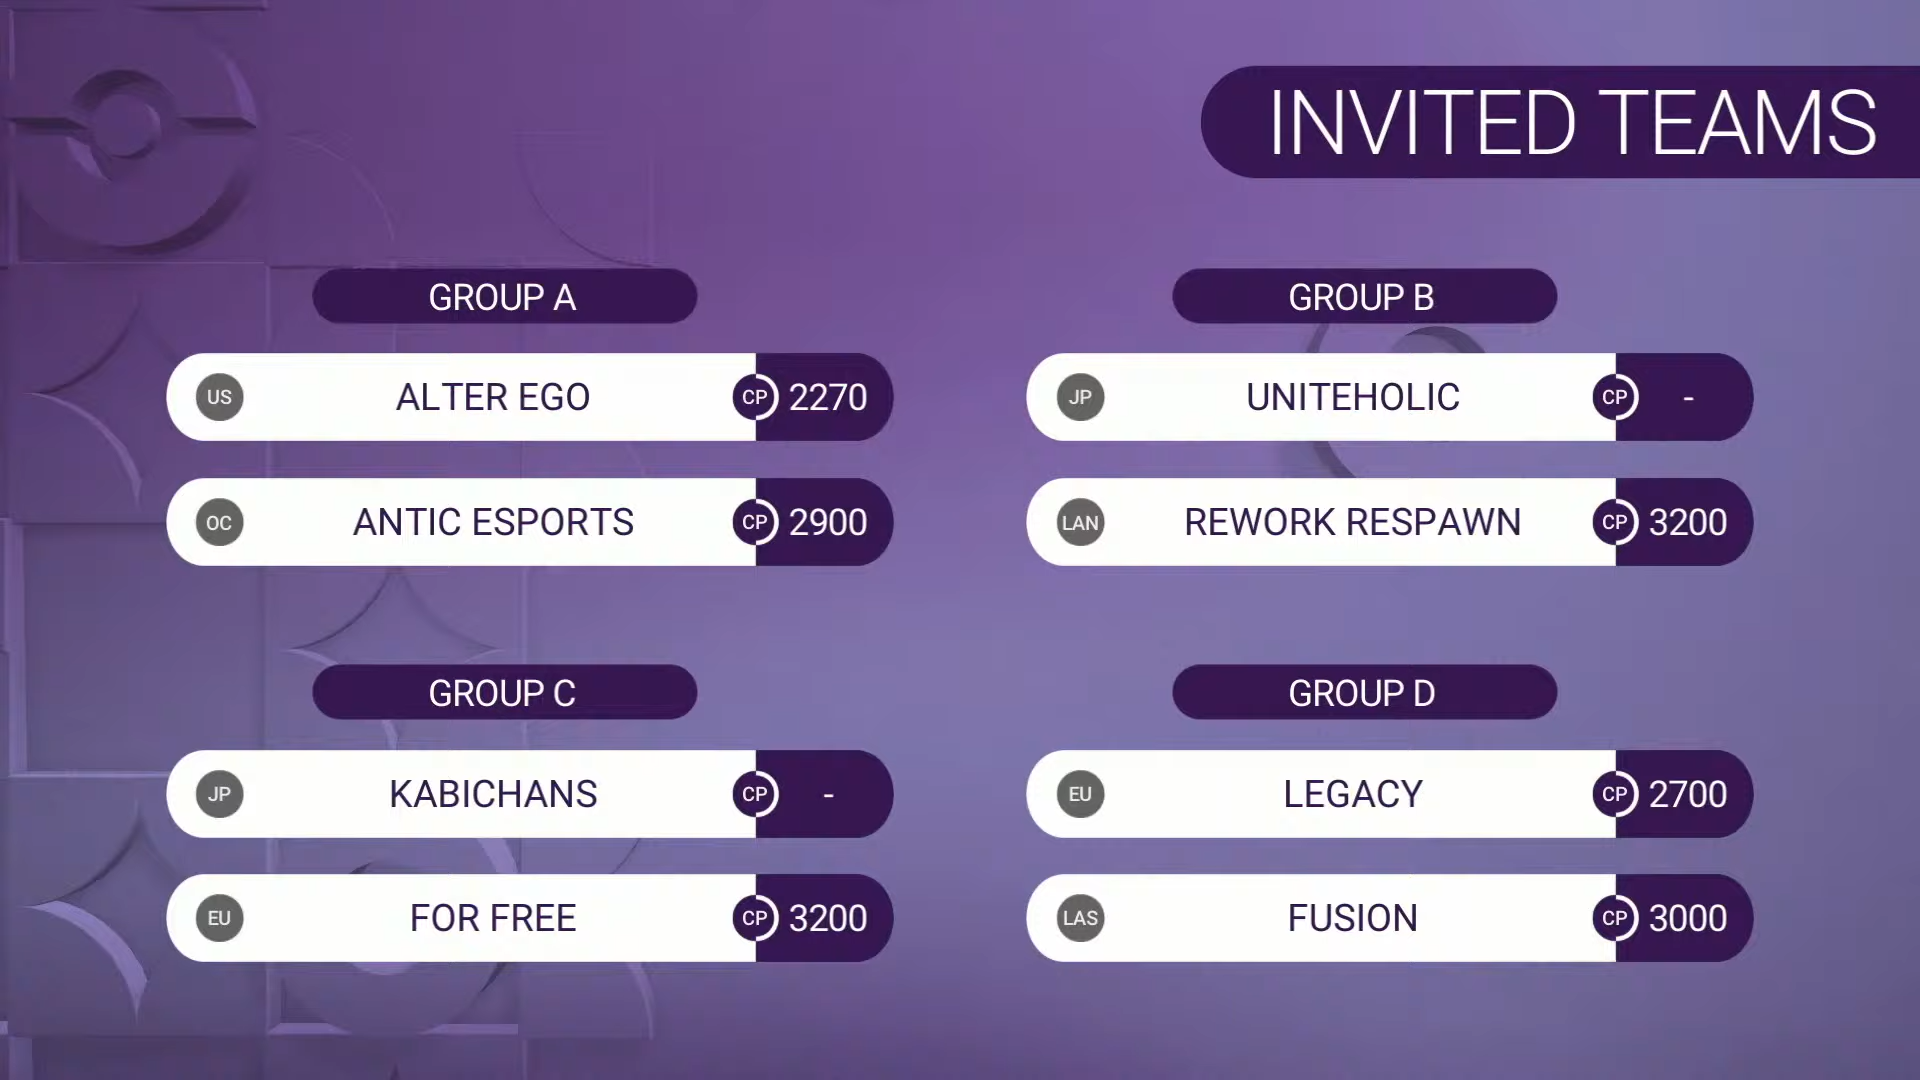 INVITED TEAMS
GROUP A
US ALTER EGO CP 2270
OC ANTIC ESPORTS CP 2900
GROUP B
JP UNITEHOLIC CP -
LAN REWORK RESPAWN CP 3200
GROUP C
JP KABICHANS CP -
EU FOR FREE CP 3200
GROUP D
EU LEGACY CP 2700
LAS FUSION CP 3000